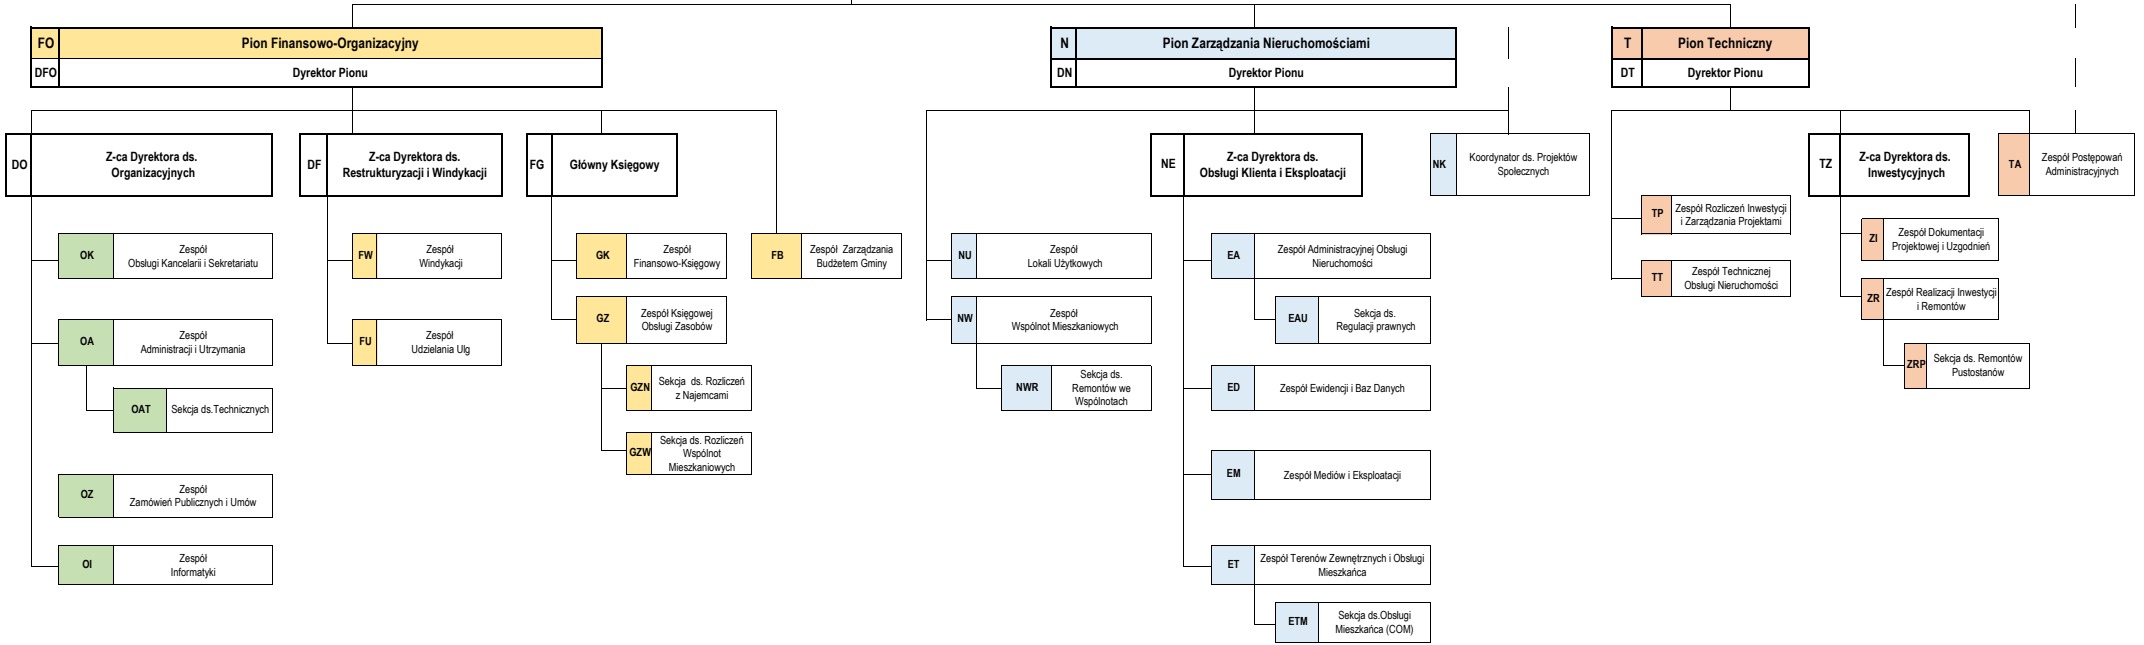 FO
Pion Finansowo-Organizacyjny
DFO
Dyrektor Pionu
N
Pion Zarządzania Nieruchomościami
DN
Dyrektor Pionu
T
Pion Techniczny
DT
Dyrektor Pionu
DO
Z-ca Dyrektora ds.
Organizacyjnych
DF
Z-ca Dyrektora ds.
Restrukturyzacji i Windykacji
FG
Główny Księgowy
NE
Z-ca Dyrektora ds.
Obsługi Klienta i Eksploatacji
NK
Koordynator ds. Projektów
Społecznych
TZ
Z-ca Dyrektora ds.
Inwestycyjnych
TA
Zespół Postępowań
Administracyjnych
OK
Zespół
Obsługi Kancelarii i Sekretariatu
OA
Zespół
Administracji i Utrzymania
OAT
Sekcja ds.Technicznych
OZ
Zespół
Zamówień Publicznych i Umów
OI
Zespół
Informatyki
FW
Zespół
Windykacji
FU
Zespół
Udzielania Ulg
GK
Zespół
Finansowo-Księgowy
GZ
Zespół Księgowej
Obsługi Zasobów
GZN
Sekcja ds. Rozliczeń
z Najemcami
GZW
Sekcja ds. Rozliczeń
Wspólnot
Mieszkaniowych
FB
Zespół Zarządzania
Budżetem Gminy
NU
Zespół
Lokali Użytkowych
NW
Zespół
Wspólnot Mieszkaniowych
NWR
Sekcja ds.
Remontów we
Wspólnotach
EA
Zespół Administracyjnej Obsługi
Nieruchomości
EAU
Sekcja ds.
Regulacji prawnych
ED
Zespół Ewidencji i Baz Danych
EM
Zespół Mediów i Eksploatacji
ET
Zespół Terenów Zewnętrznych i Obsługi
Mieszkańca
ETM
Sekcja ds.Obsługi
Mieszkańca (COM)
TP
Zespół Rozliczeń Inwestycji
i Zarządzania Projektami
TT
Zespół Technicznej
Obsługi Nieruchomości
ZI
Zespół Dokumentacji
Projektowej i Uzgodnień
ZR
Zespół Realizacji Inwestycji
i Remontów
ZRP
Sekcja ds. Remontów
Pustostanów